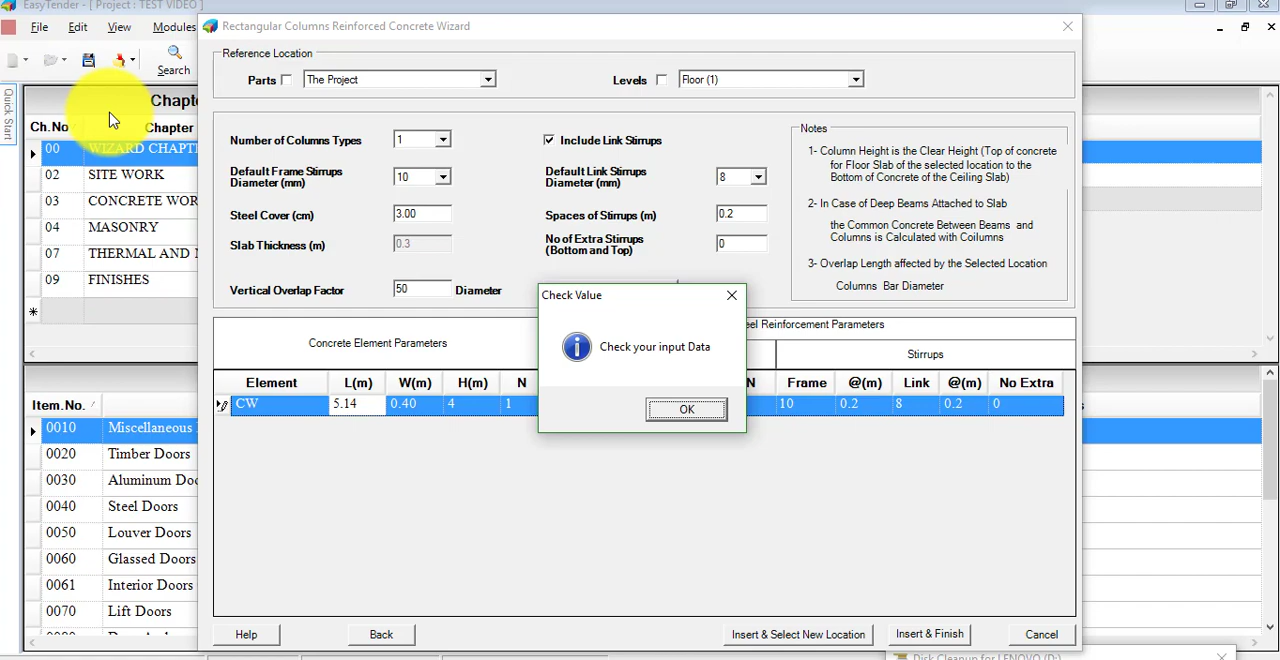 EasyTender - [ Project : TEST VIDEO ]
File Edit View Modules
Search
Quick Start
Ch.No
Chapter
00 WIZARD CHAPT
02 SITE WORK
03 CONCRETE WOR
04 MASONRY
07 THERMAL AND
09 FINISHES
Item.No.
0010 Miscellaneous
0020 Timber Doors
0030 Aluminum Doo
0040 Steel Doors
0050 Louver Doors
0060 Glassed Doors
0061 Interior Doors
0070 Lift Doors
Rectangular Columns Reinforced Concrete Wizard
Reference Location
Parts The Project Levels Floor (1)
Number of Columns Types 1
Include Link Stirrups
Default Frame Stirrups
Diameter (mm) 10
Default Link Stirrups
Diameter (mm) 8
Steel Cover (cm) 3.00
Spaces of Stirrups (m) 0.2
Slab Thickness (m) 0.3
No of Extra Stirrups
(Bottom and Top) 0
Vertical Overlap Factor 50 Diameter
Notes
1- Column Height is the Clear Height (Top of concrete
for Floor Slab of the selected location to the
Bottom of Concrete of the Ceiling Slab)
2- In Case of Deep Beams Attached to Slab
the Common Concrete Between Beams and
Columns is Calculated with Coilumns
3- Overlap Length affected by the Selected Location
Columns Bar Diameter
Concrete Element Parameters
eel Reinforcement Parameters
Stirrups
Element L(m) W(m) H(m) N N Frame @(m) Link @(m) No Extra
CW 5.14 0.40 4 1 10 0.2 8 0.2 0
Check Value
Check your input Data
OK
Help Back Insert & Select New Location Insert & Finish Cancel
Disk Cleanup for LENOVO (D:)